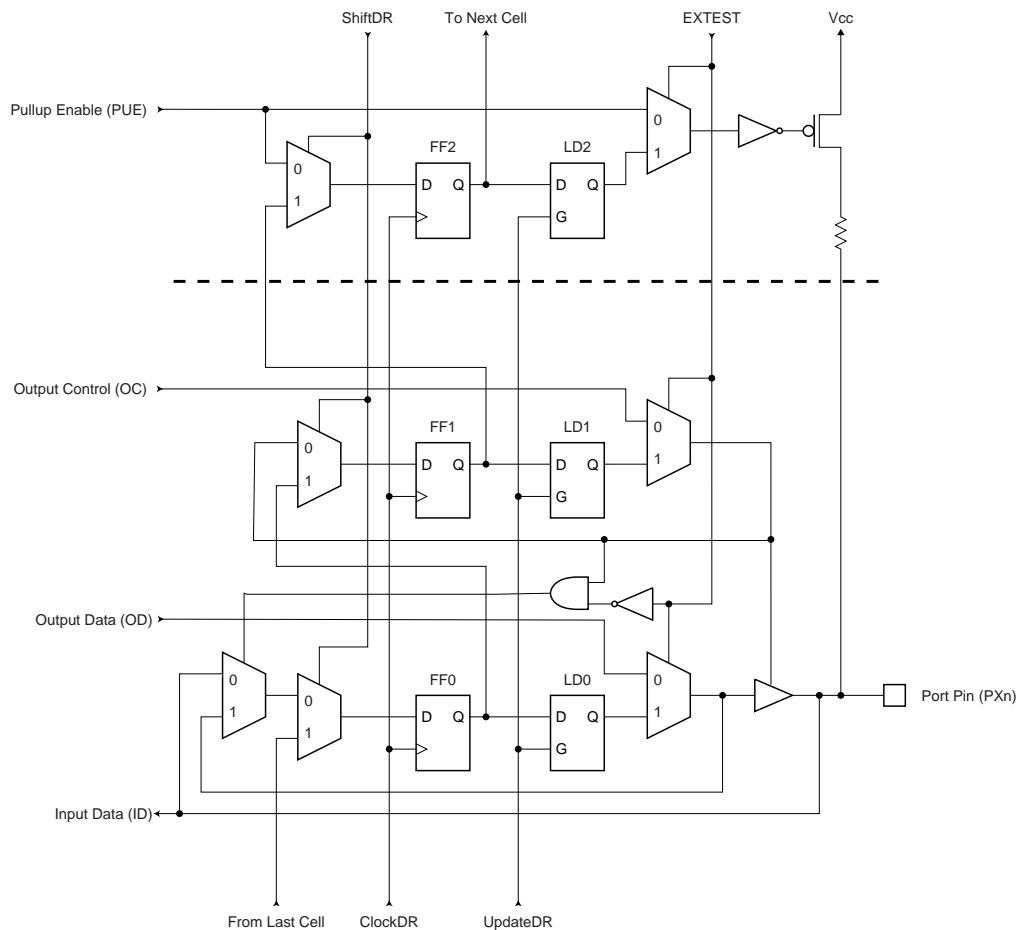 ShiftDR To Next Cell EXTEST Vcc
Pullup Enable (PUE)
0
FF2 LD2
1
0
D Q D Q
1
G
Output Control (OC)
FF1 LD1 0
0
D Q D Q 1
1
G
Output Data (OD)
FF0 LD0 0
0 0
Port Pin (PXn)
1 D Q D Q 1
1
G
Input Data (ID)
From Last Cell ClockDR UpdateDR